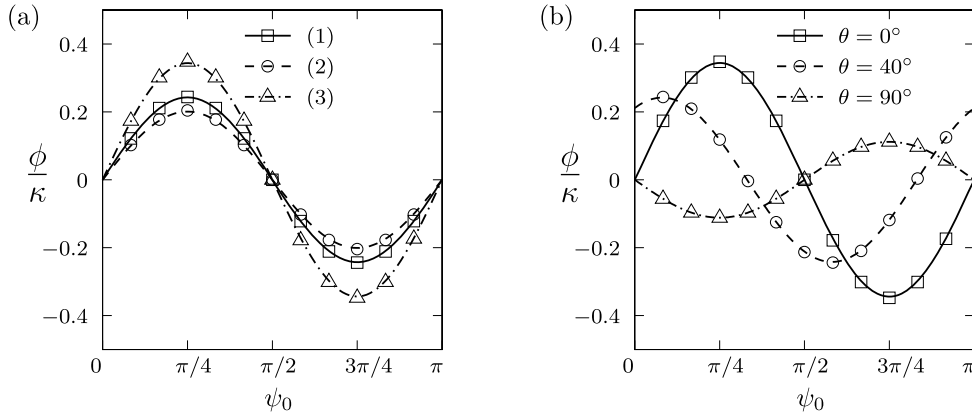 (a)
0.4
0.2
0
−0.2
−0.4
ϕ/κ
0
π/4
π/2
3π/4
π
ψ₀
(1)
(2)
(3)
(b)
0.4
0.2
0
−0.2
−0.4
ϕ/κ
0
π/4
π/2
3π/4
π
ψ₀
θ = 0°
θ = 40°
θ = 90°